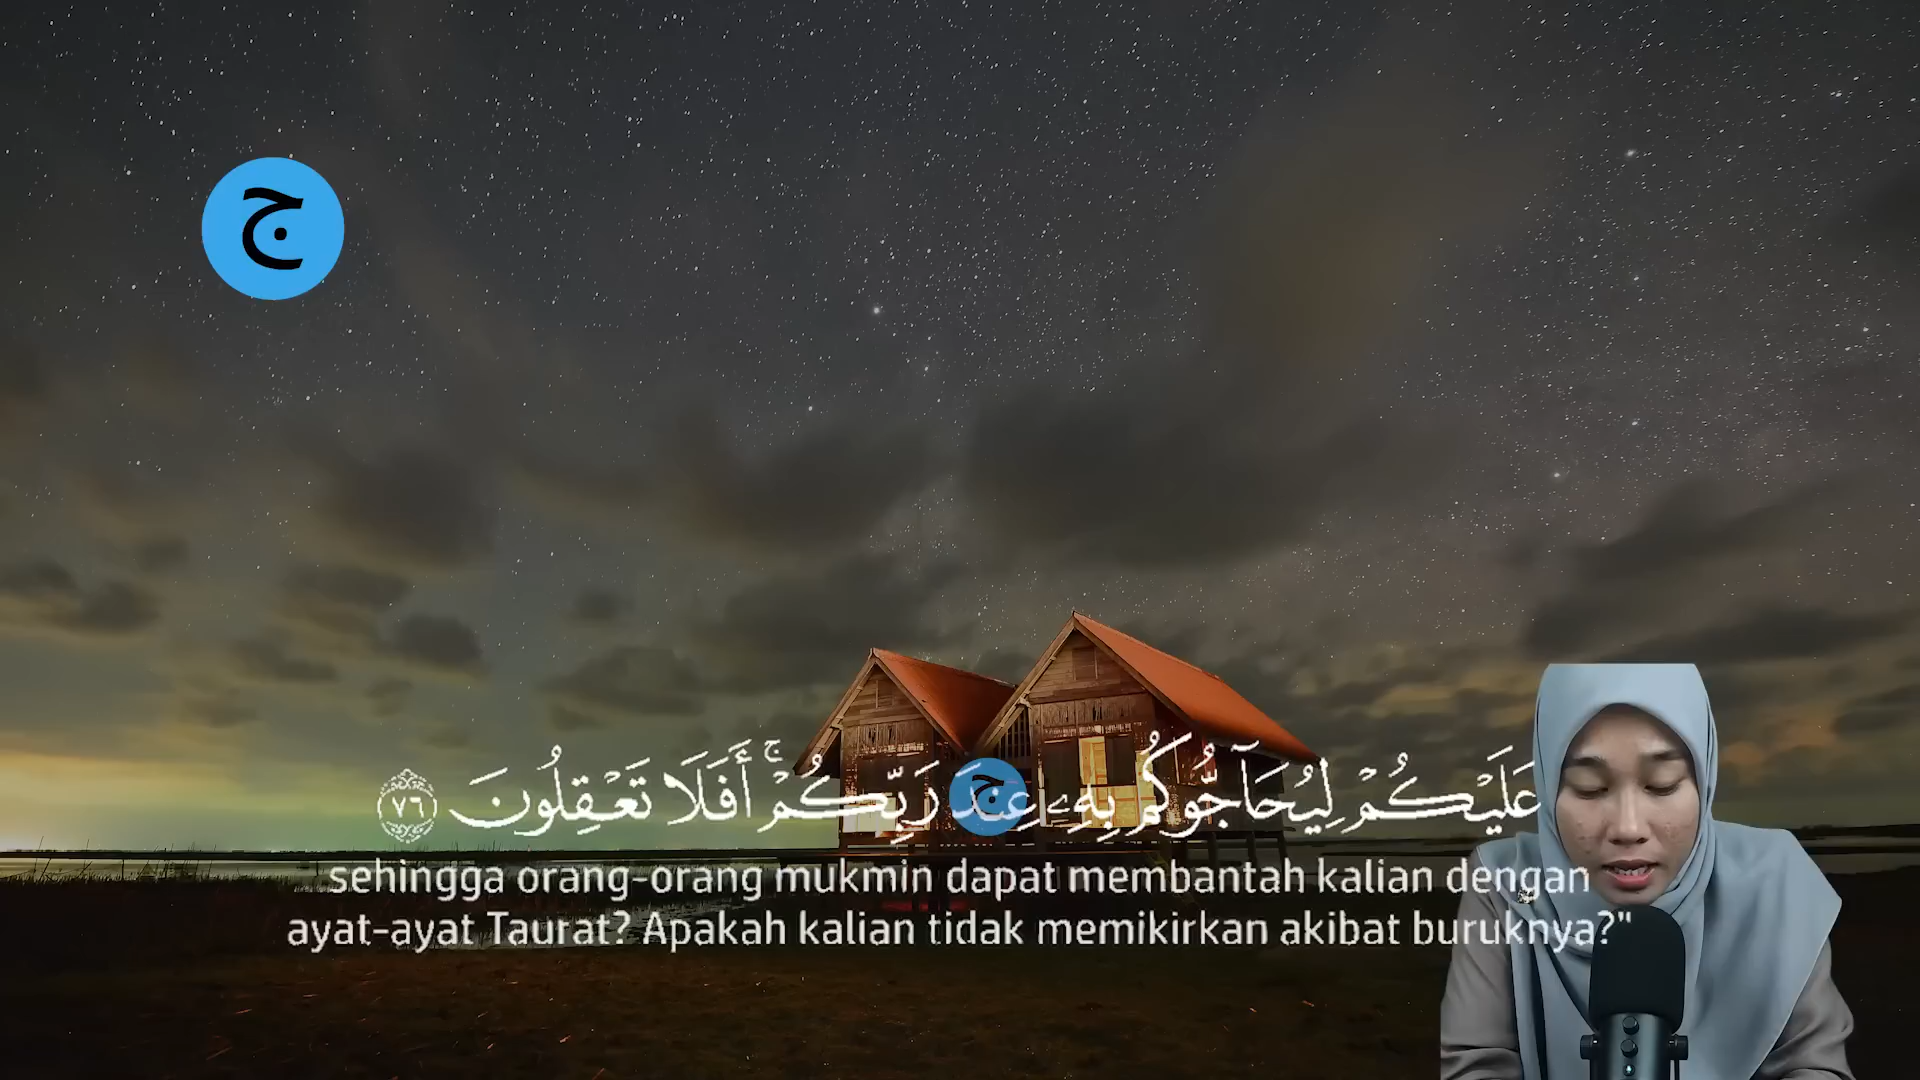 ج
عَلَيْكُمْ لِيُحَآجُّوكُم بِهِۦ عِندَ رَبِّكُمْ ۚ أَفَلَا تَعْقِلُونَ ٧٦
ج
sehingga orang-orang mukmin dapat membantah kalian dengan
ayat-ayat Taurat? Apakah kalian tidak memikirkan akibat buruknya?"